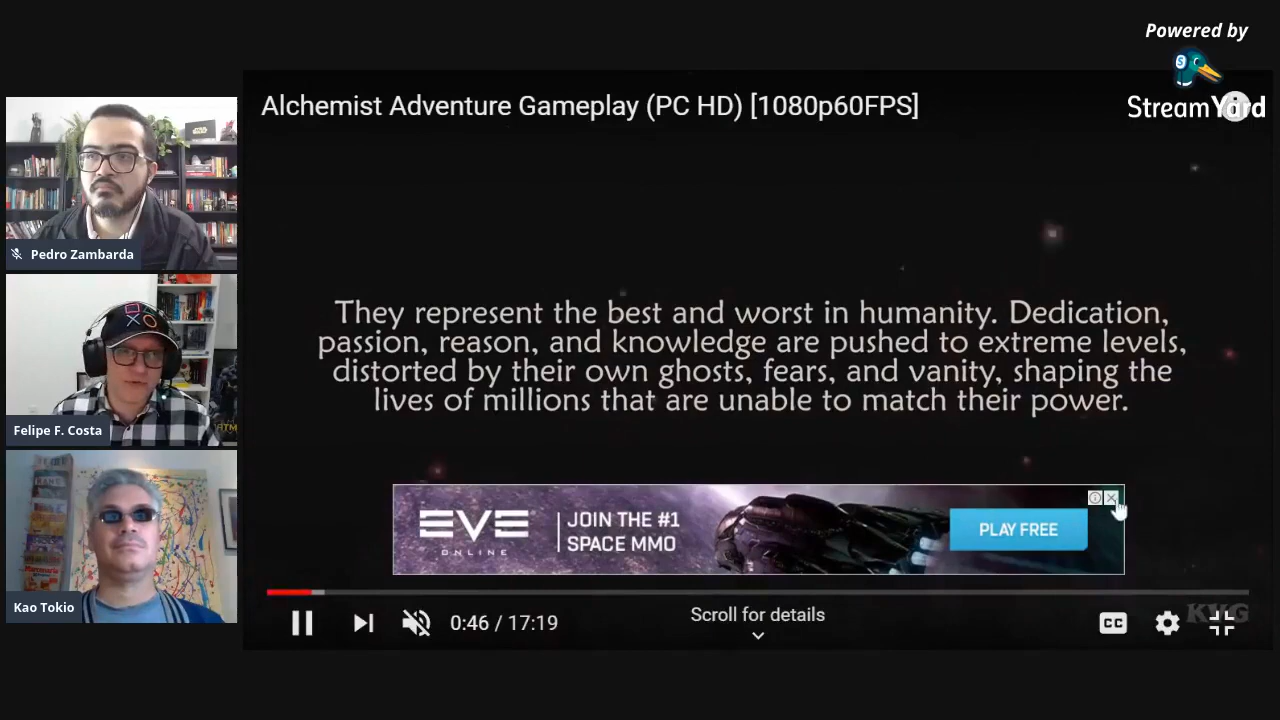 Powered by
StreamYard
Alchemist Adventure Gameplay (PC HD) [1080p60FPS]
Pedro Zambarda
Felipe F. Costa
Kao Tokio
They represent the best and worst in humanity. Dedication,
passion, reason, and knowledge are pushed to extreme levels,
distorted by their own ghosts, fears, and vanity, shaping the
lives of millions that are unable to match their power.
EVE
ONLINE
JOIN THE #1
SPACE MMO
PLAY FREE
0:46 / 17:19
Scroll for details
CC
KVG